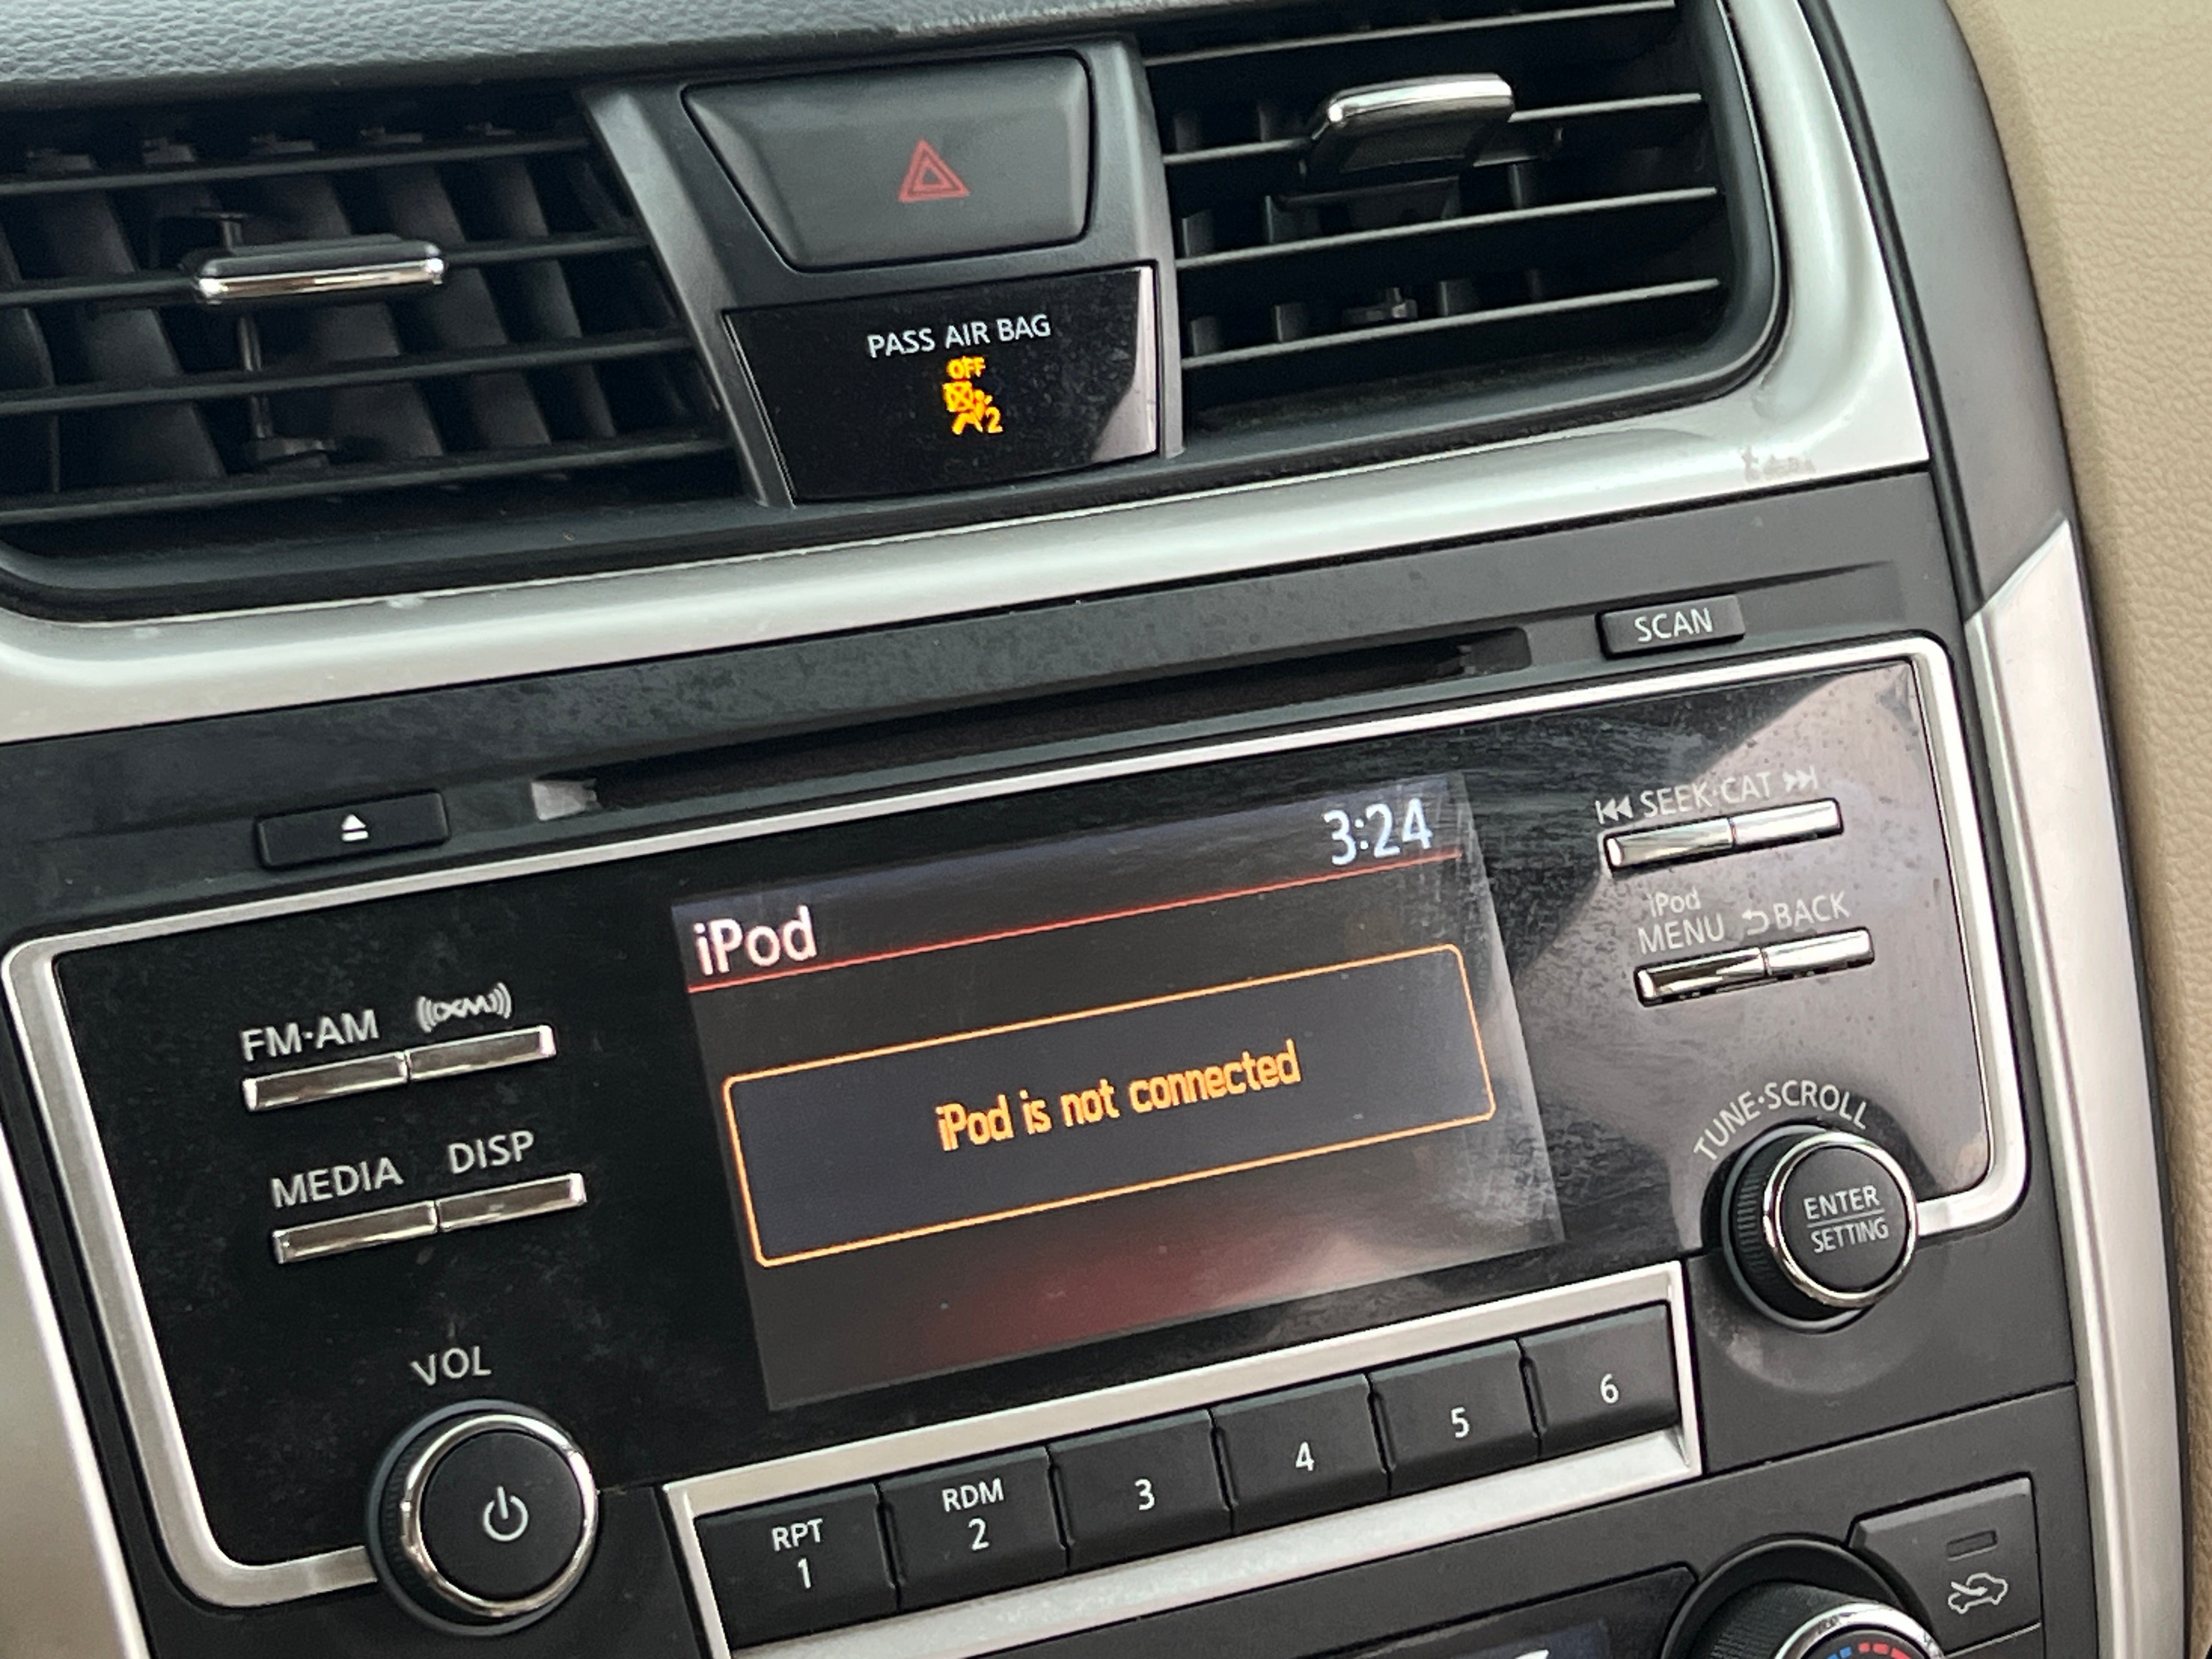 PASS AIR BAG
OFF
2
SCAN
3:24
iPod
iPod is not connected
SEEK·CAT
iPod
MENU BACK
FM·AM ((XM))
MEDIA DISP
VOL
TUNE·SCROLL
ENTER
SETTING
RPT
1
RDM
2
3
4
5
6